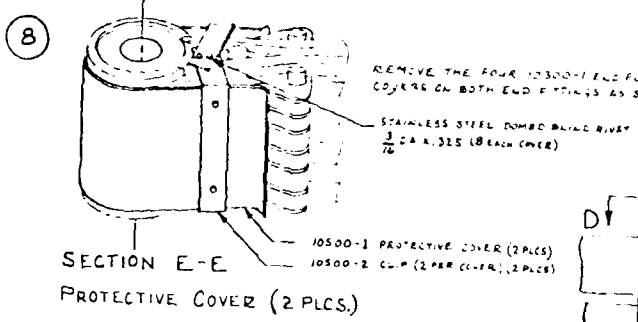 8
REMOVE THE FOUR 10300-1 END
COVERS ON BOTH END FITTINGS AS S
STAINLESS STEEL DOMED BLIND RIVET
3/16 DIA X .325 (8 EACH COVER)
D
10500-1 PROTECTIVE COVER (2 PLCS)
10500-2 CLIP (2 PER COVER) (2 PLCS)
SECTION E-E
PROTECTIVE COVER (2 PLCS.)